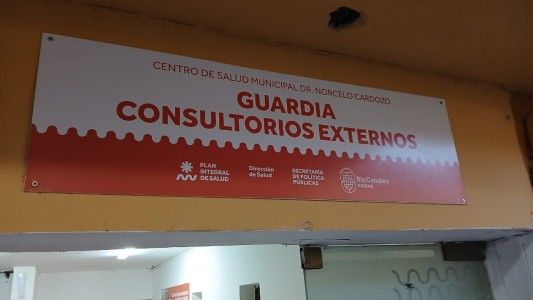 CENTRO DE SALUD MUNICIPAL DR. NORCELO CARDOZO
GUARDIA
CONSULTORIOS EXTERNOS
PLAN
INTEGRAL
DE SALUD
Dirección
de Salud
SECRETARÍA
DE POLÍTICA
PÚBLICAS
Río Ceballos
CIUDAD